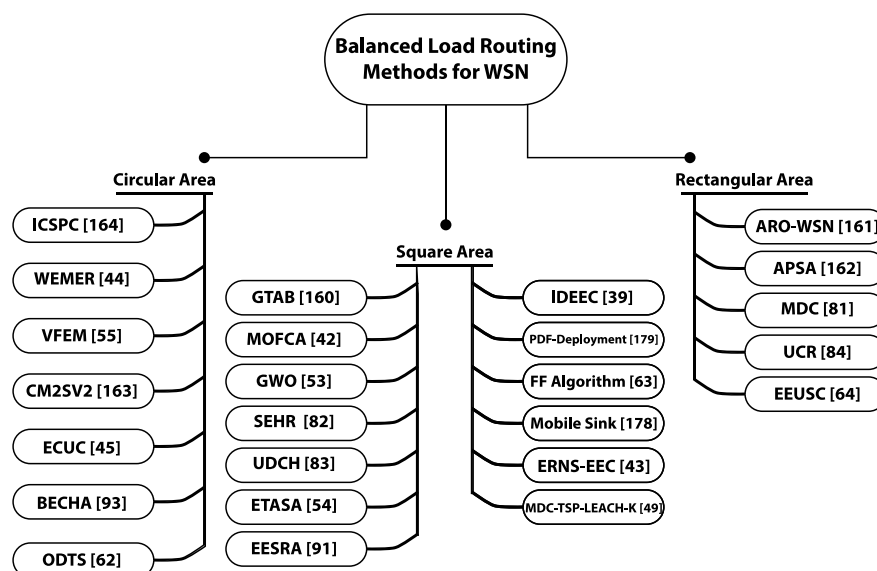 Balanced Load Routing
Methods for WSN
Circular Area
ICSPC [164]
WEMER [44]
VFEM [55]
CM2SV2 [163]
ECUC [45]
BECHA [93]
ODTS [62]
Square Area
GTAB [160]
MOFCA [42]
GWO [53]
SEHR [82]
UDCH [83]
ETASA [54]
EESRA [91]
IDEEC [39]
PDF-Deployment [179]
FF Algorithm [63]
Mobile Sink [178]
ERNS-EEC [43]
MDC-TSP-LEACH-K [49]
Rectangular Area
ARO-WSN [161]
APSA [162]
MDC [81]
UCR [84]
EEUSC [64]